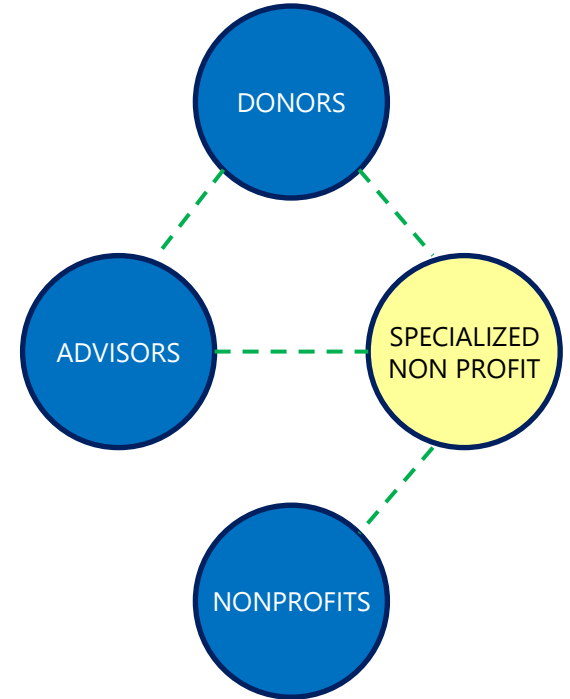 DONORS
ADVISORS
SPECIALIZED
NON PROFIT
NONPROFITS